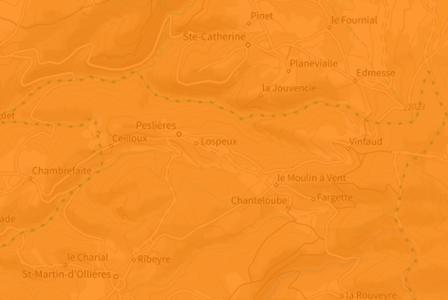 Pinet
le Fournial
Ste-Catherine
Planevialle
Edmesse
la Jouvencie
Peslières
Ceilloux
Lospeux
Vinfaud
Chambrefaite
le Moulin à Vent
Chanteloube
Fargette
le Charial
Ribeyre
St-Martin-d'Ollières
la Rouveyre